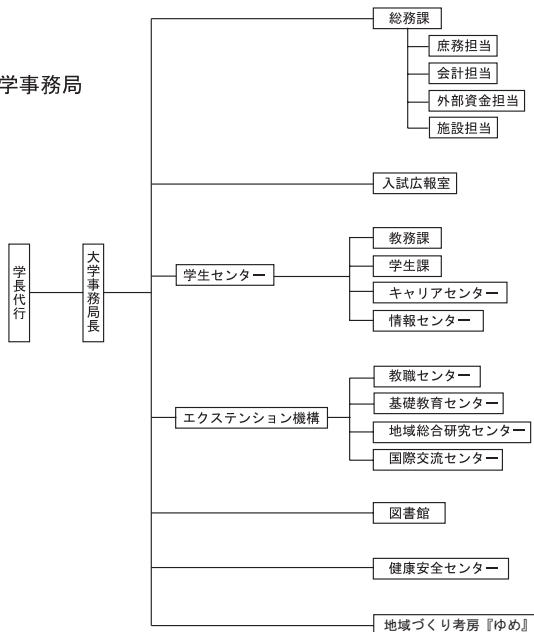 学事務局
総務課
庶務担当
会計担当
外部資金担当
施設担当
入試広報室
学長代行
大学事務局長
学生センター
教務課
学生課
キャリアセンター
情報センター
エクステンション機構
教職センター
基礎教育センター
地域総合研究センター
国際交流センター
図書館
健康安全センター
地域づくり考房『ゆめ』